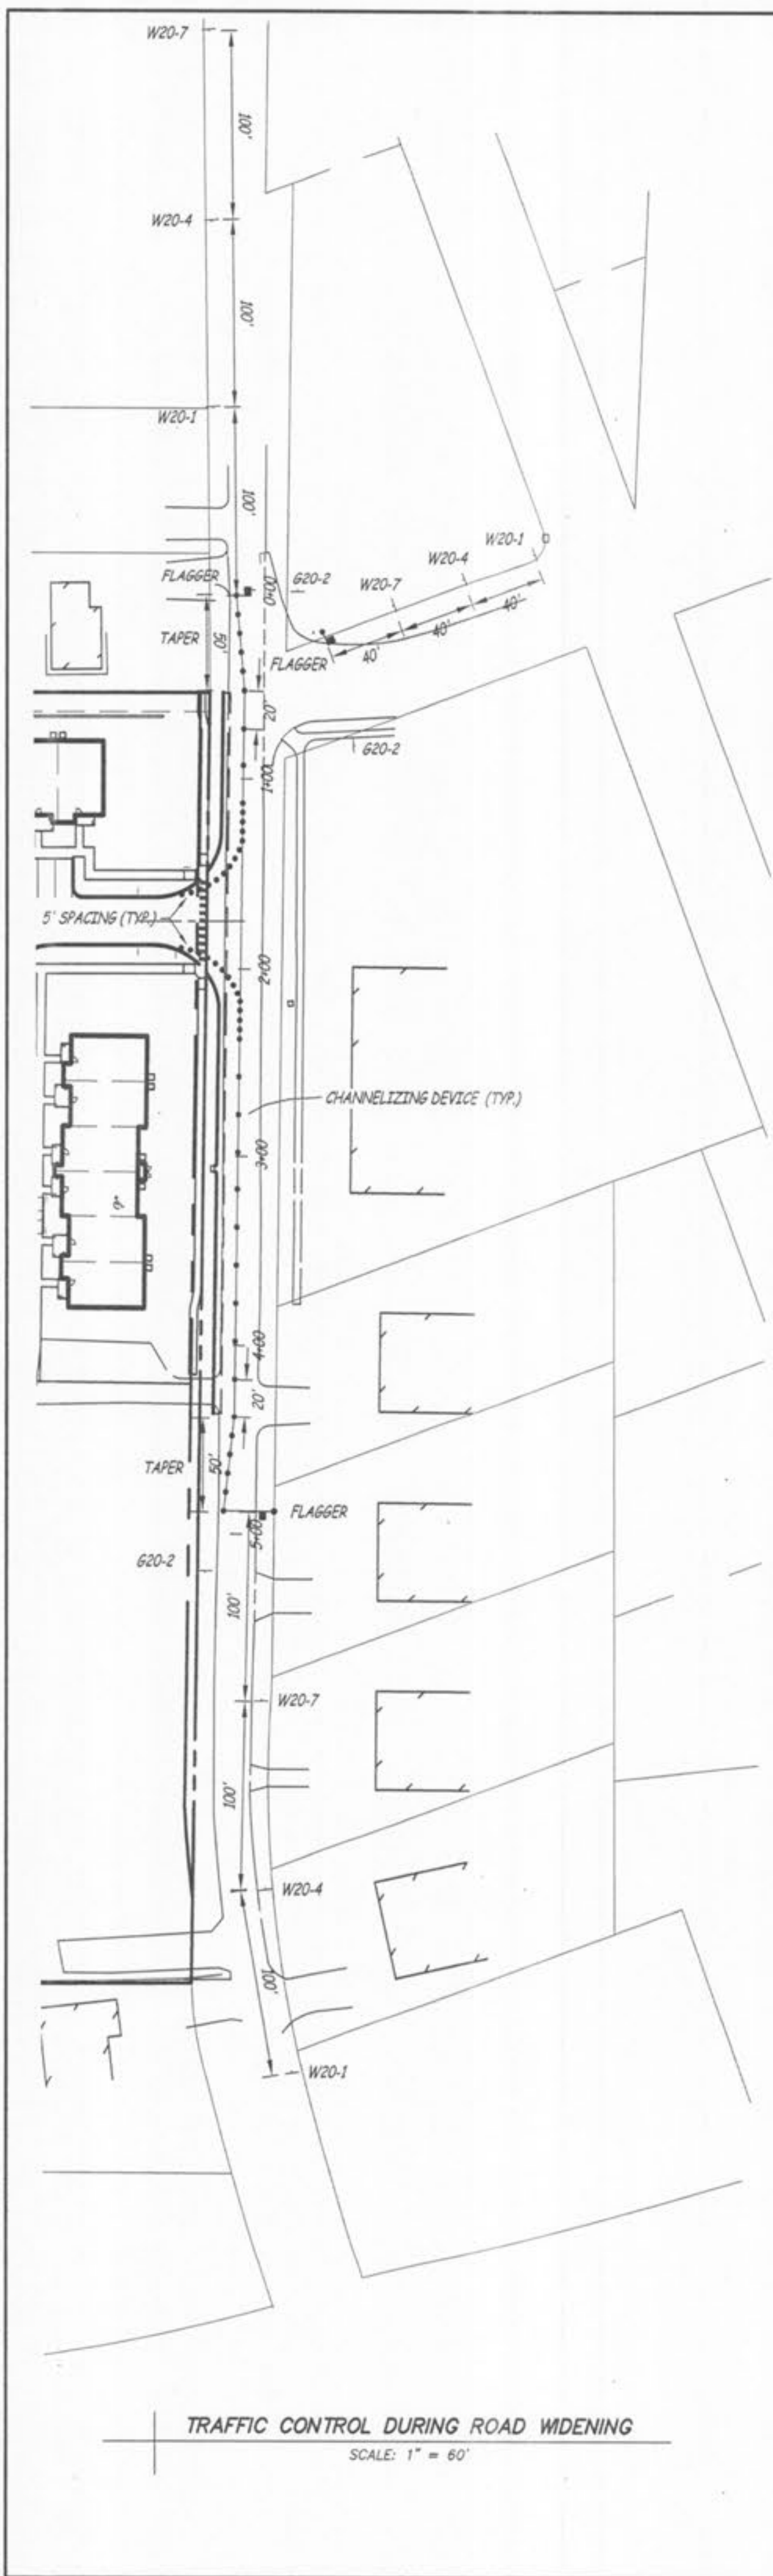 W20-7
100'
W20-4
100'
W20-1
100'
W20-1
W20-4
FLAGGER
0+00
G20-2
W20-7
40'
40'
40'
TAPER
50'
FLAGGER
20'
G20-2
1+00
5' SPACING (TYP.)
2+00
CHANNELIZING DEVICE (TYP.)
3+00
4+00
20'
TAPER
50'
FLAGGER
5+00
G20-2
100'
W20-7
100'
W20-4
100'
W20-1
TRAFFIC CONTROL DURING ROAD WIDENING
SCALE: 1" = 60'